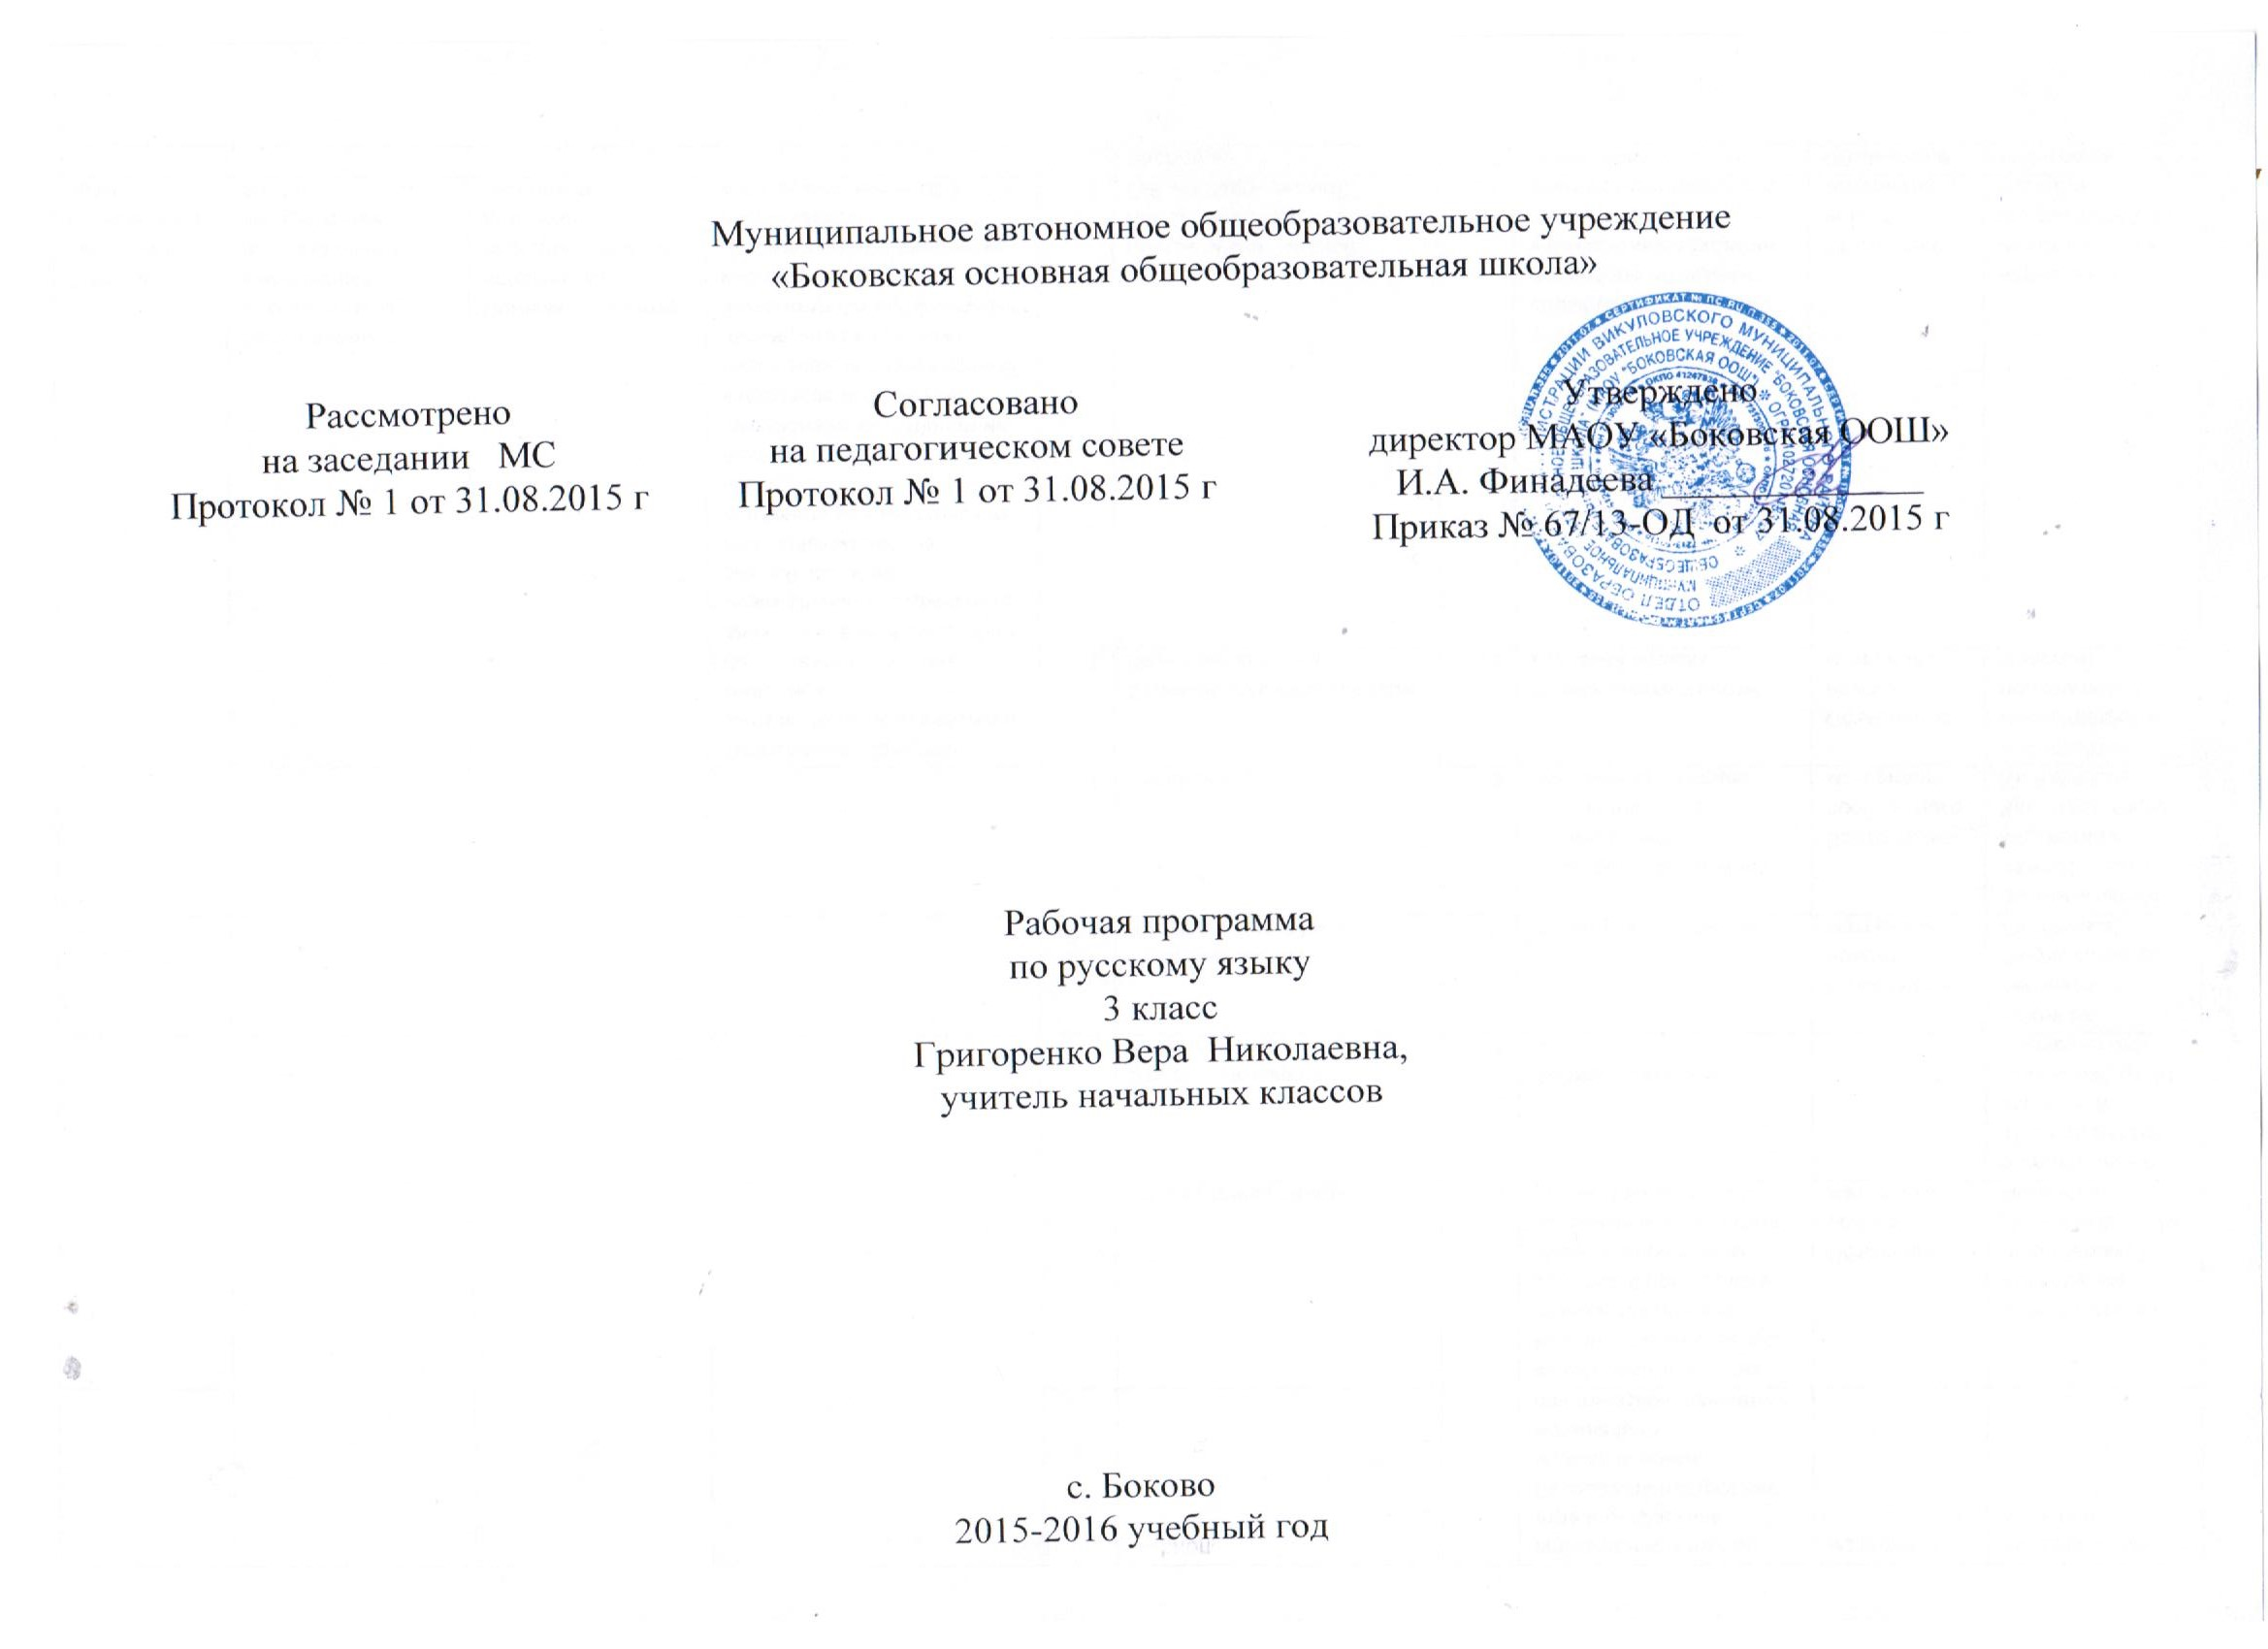 Муниципальное автономное общеобразовательное учреждение
«Боковская основная общеобразовательная школа»
Рассмотрено
на заседании МС
Протокол № 1 от 31.08.2015 г
Согласовано
на педагогическом совете
Протокол № 1 от 31.08.2015 г
Утверждено
директор МАОУ «Боковская ООШ»
И.А. Финадеева_______________
Приказ № 67/13-ОД от 31.08.2015 г
Рабочая программа
по русскому языку
3 класс
Григоренко Вера Николаевна,
учитель начальных классов
с. Боково
2015-2016 учебный год